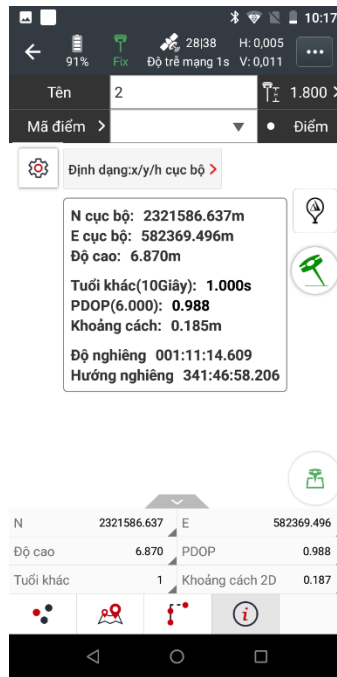 10:17
91%
Fix
28|38
Độ trễ mạng 1s
H:0,005
V:0,011
Tên
2
1.800
Mã điểm
Điểm
Định dạng:x/y/h cục bộ
N cục bộ: 2321586.637m
E cục bộ: 582369.496m
Độ cao: 6.870m
Tuổi khác(10Giây): 1.000s
PDOP(6.000): 0.988
Khoảng cách: 0.185m
Độ nghiêng 001:11:14.609
Hướng nghiêng 341:46:58.206
N 2321586.637 E 582369.496
Độ cao 6.870 PDOP 0.988
Tuổi khác 1 Khoảng cách 2D 0.187